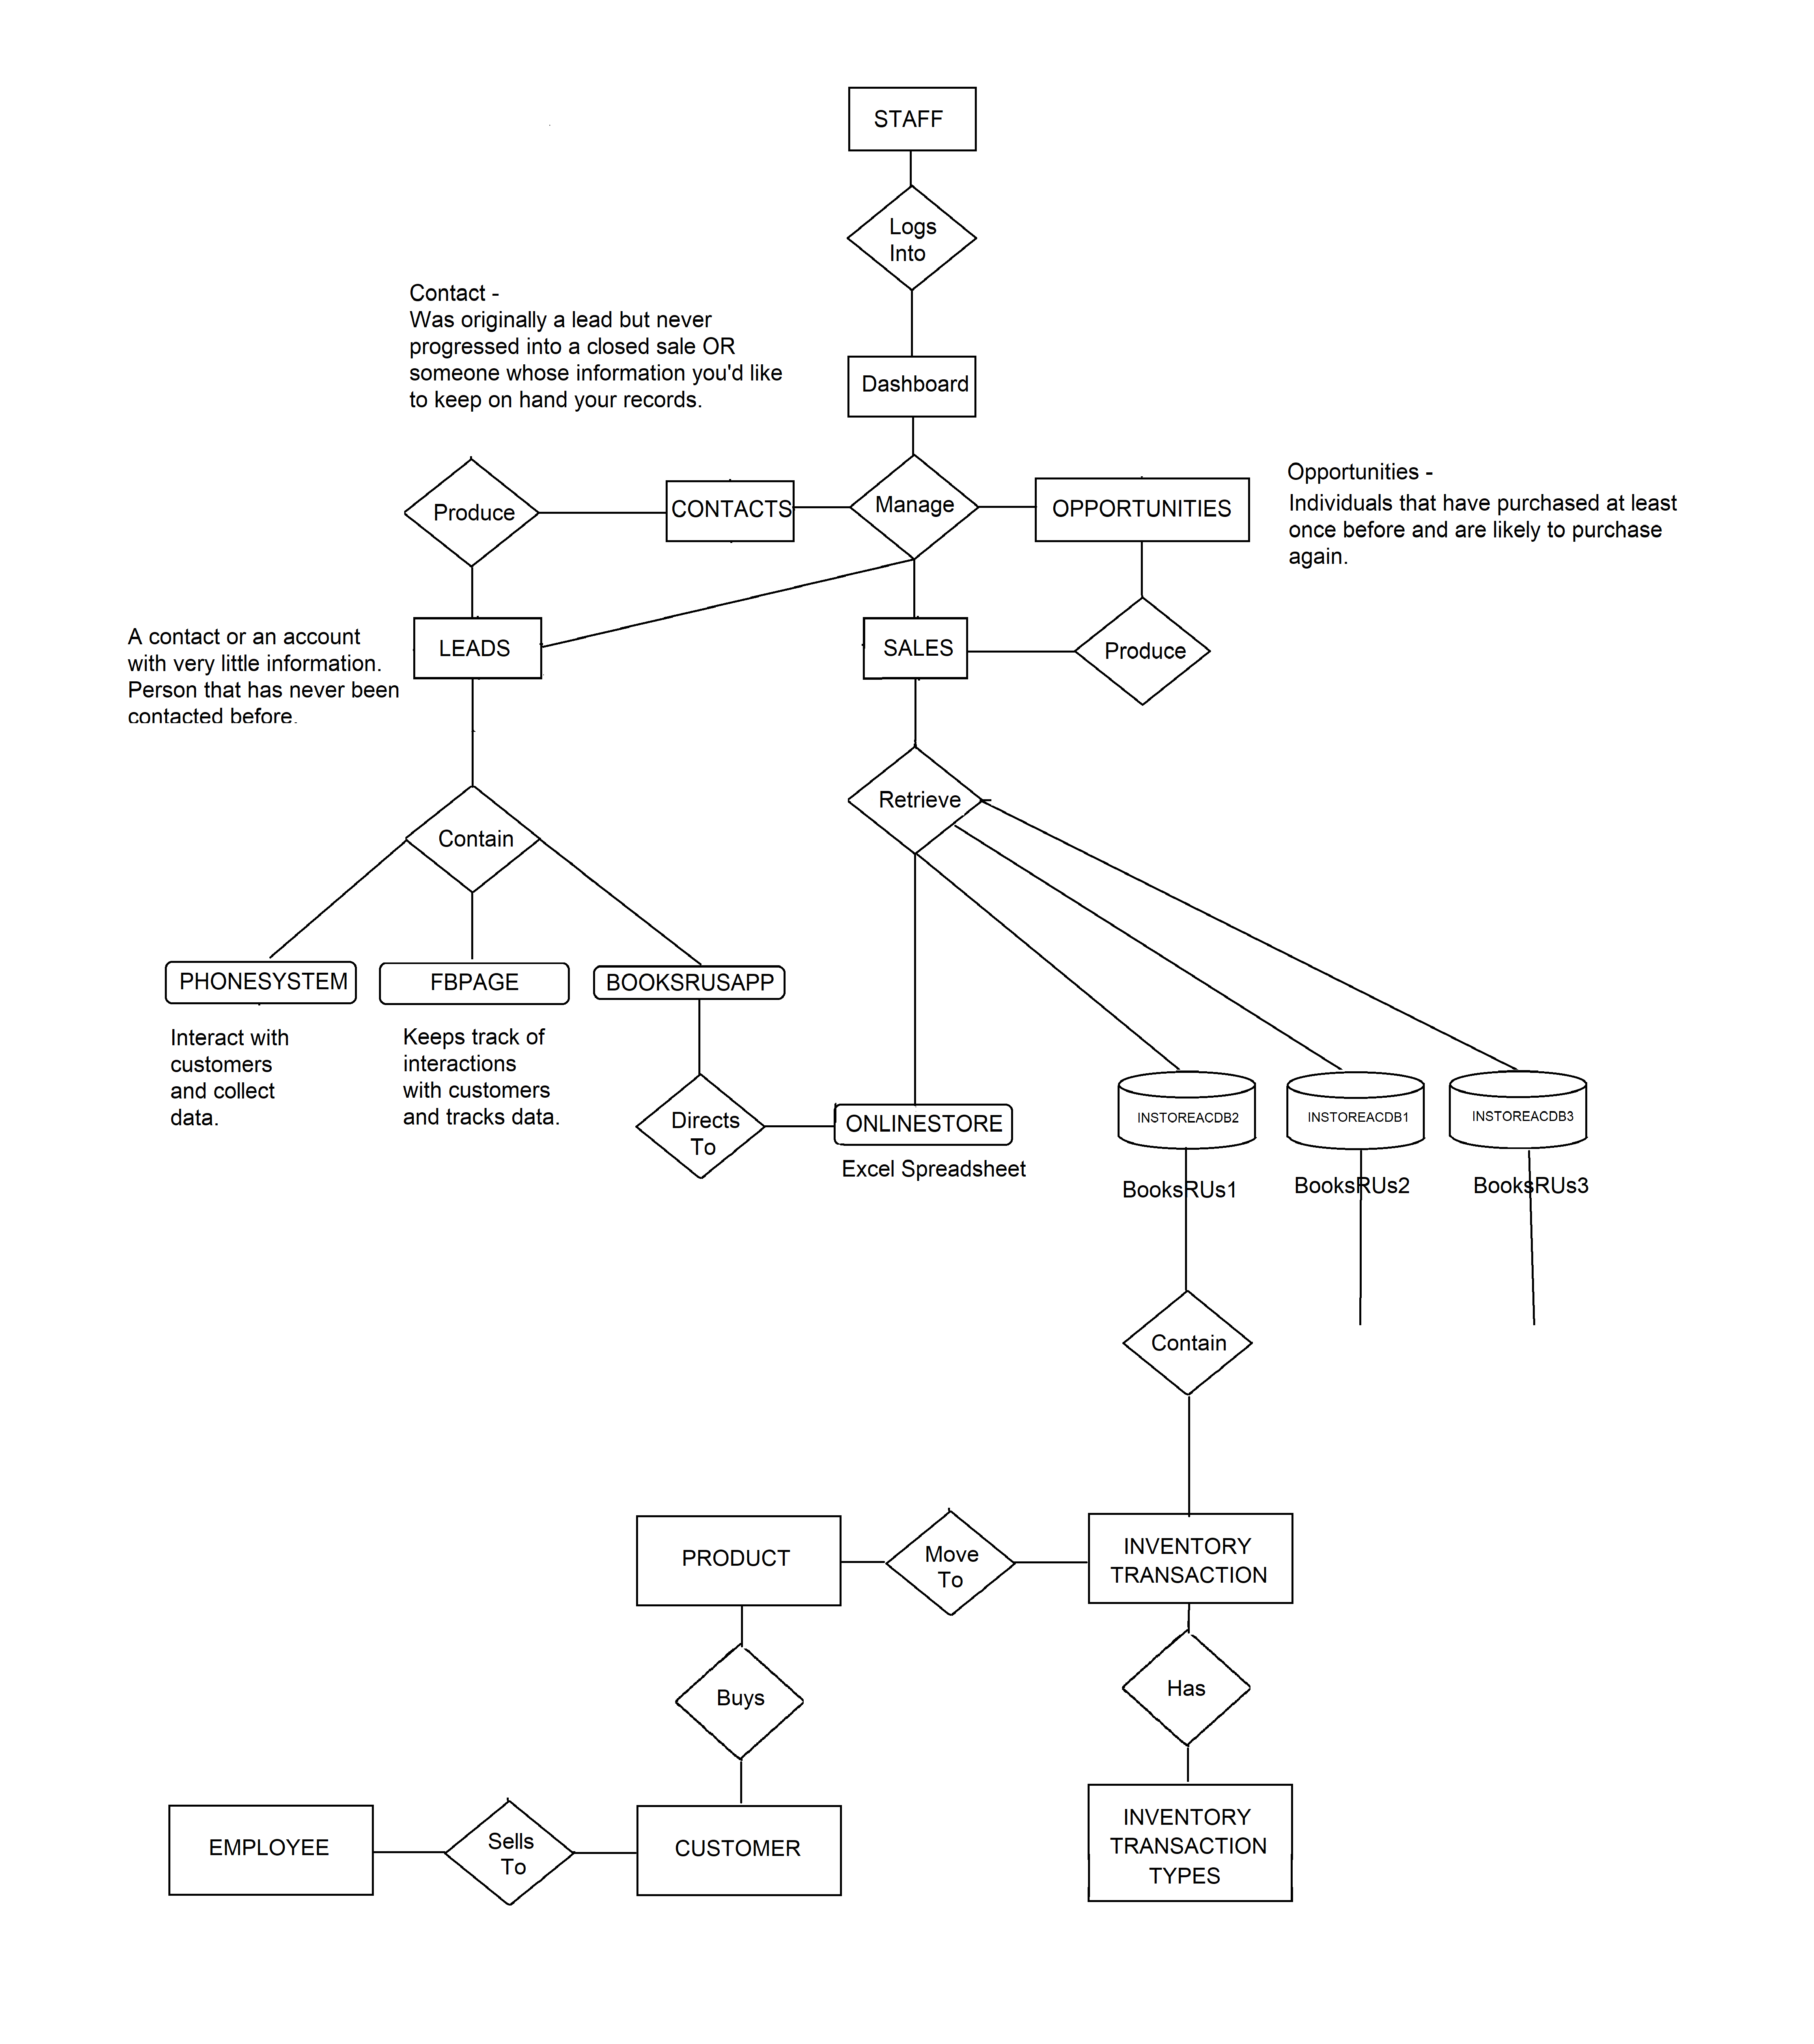 STAFF
Logs
Into
Contact -
Was originally a lead but never
progressed into a closed sale OR
someone whose information you'd like
to keep on hand your records.
Dashboard
Opportunities -
Individuals that have purchased at least
once before and are likely to purchase
again.
Produce
CONTACTS
Manage
OPPORTUNITIES
A contact or an account
with very little information.
Person that has never been
contacted before.
LEADS
SALES
Produce
Retrieve
Contain
PHONESYSTEM
FBPAGE
BOOKSRUSAPP
Interact with
customers
and collect
data.
Keeps track of
interactions
with customers
and tracks data.
Directs
To
ONLINESTORE
Excel Spreadsheet
INSTOREACDB2
INSTOREACDB1
INSTOREACDB3
BooksRUs1
BooksRUs2
BooksRUs3
Contain
PRODUCT
Move
To
INVENTORY
TRANSACTION
Buys
Has
EMPLOYEE
Sells
To
CUSTOMER
INVENTORY
TRANSACTION
TYPES